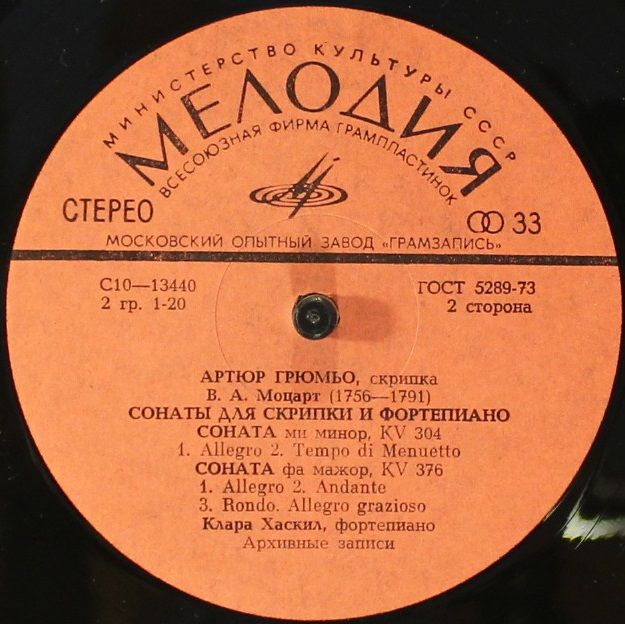 МИНИСТЕРСТВО КУЛЬТУРЫ СССР
МЕЛОДИЯ
ВСЕСОЮЗНАЯ ФИРМА ГРАМПЛАСТИНОК
СТЕРЕО 33
МОСКОВСКИЙ ОПЫТНЫЙ ЗАВОД «ГРАМЗАПИСЬ»
С10—13440 ГОСТ 5289-73
2 гр. 1-20 2 сторона
АРТЮР ГРЮМЬО, скрипка
В. А. Моцарт (1756—1791)
СОНАТЫ ДЛЯ СКРИПКИ И ФОРТЕПИАНО
СОНАТА ми минор, KV 304
1. Allegro 2. Tempo di Menuetto
СОНАТА фа мажор, KV 376
1. Allegro 2. Andante
3. Rondo. Allegro grazioso
Клара Хаскил, фортепиано
Архивные записи